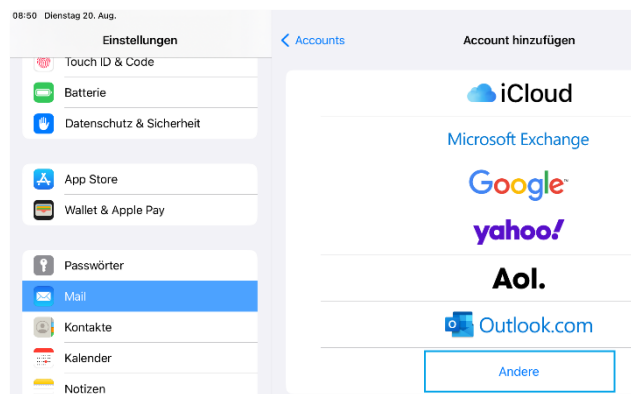 08:50 Dienstag 20. Aug.
Einstellungen
Touch ID & Code
Batterie
Datenschutz & Sicherheit
App Store
Wallet & Apple Pay
Passwörter
Mail
Kontakte
Kalender
Notizen
Accounts
Account hinzufügen
iCloud
Microsoft Exchange
Google
yahoo!
Aol.
Outlook.com
Andere